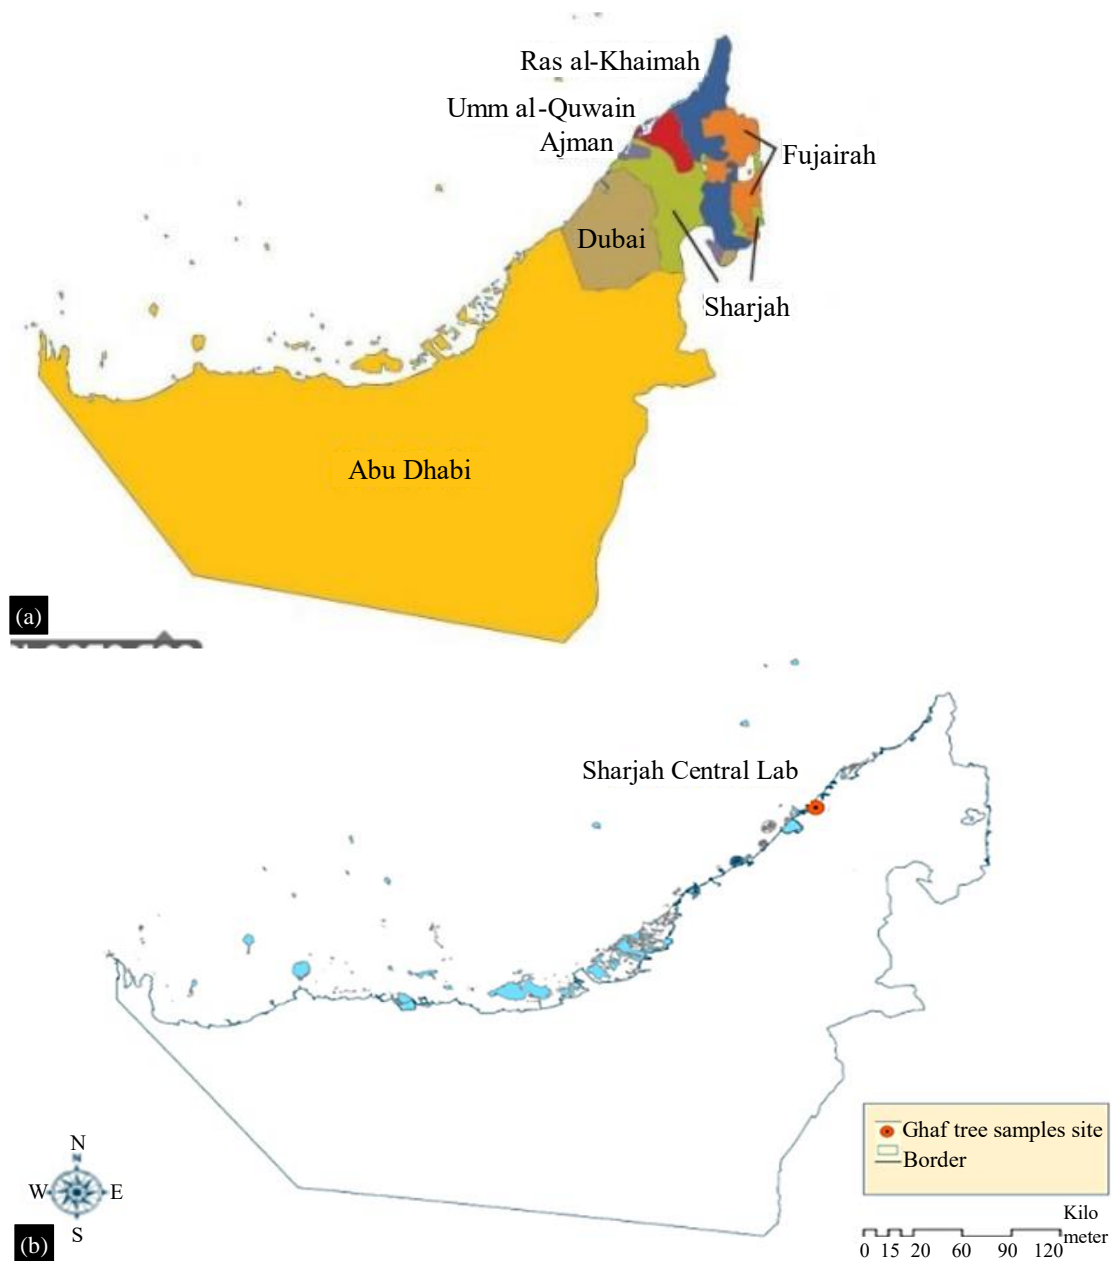 Ras al-Khaimah
Umm al-Quwain
Ajman
Fujairah
Dubai
Sharjah
Abu Dhabi
(a)
Sharjah Central Lab
Ghaf tree samples site
Border
N
N
W E
S
(b)
Kilo
meter
0 15 20 60 90 120